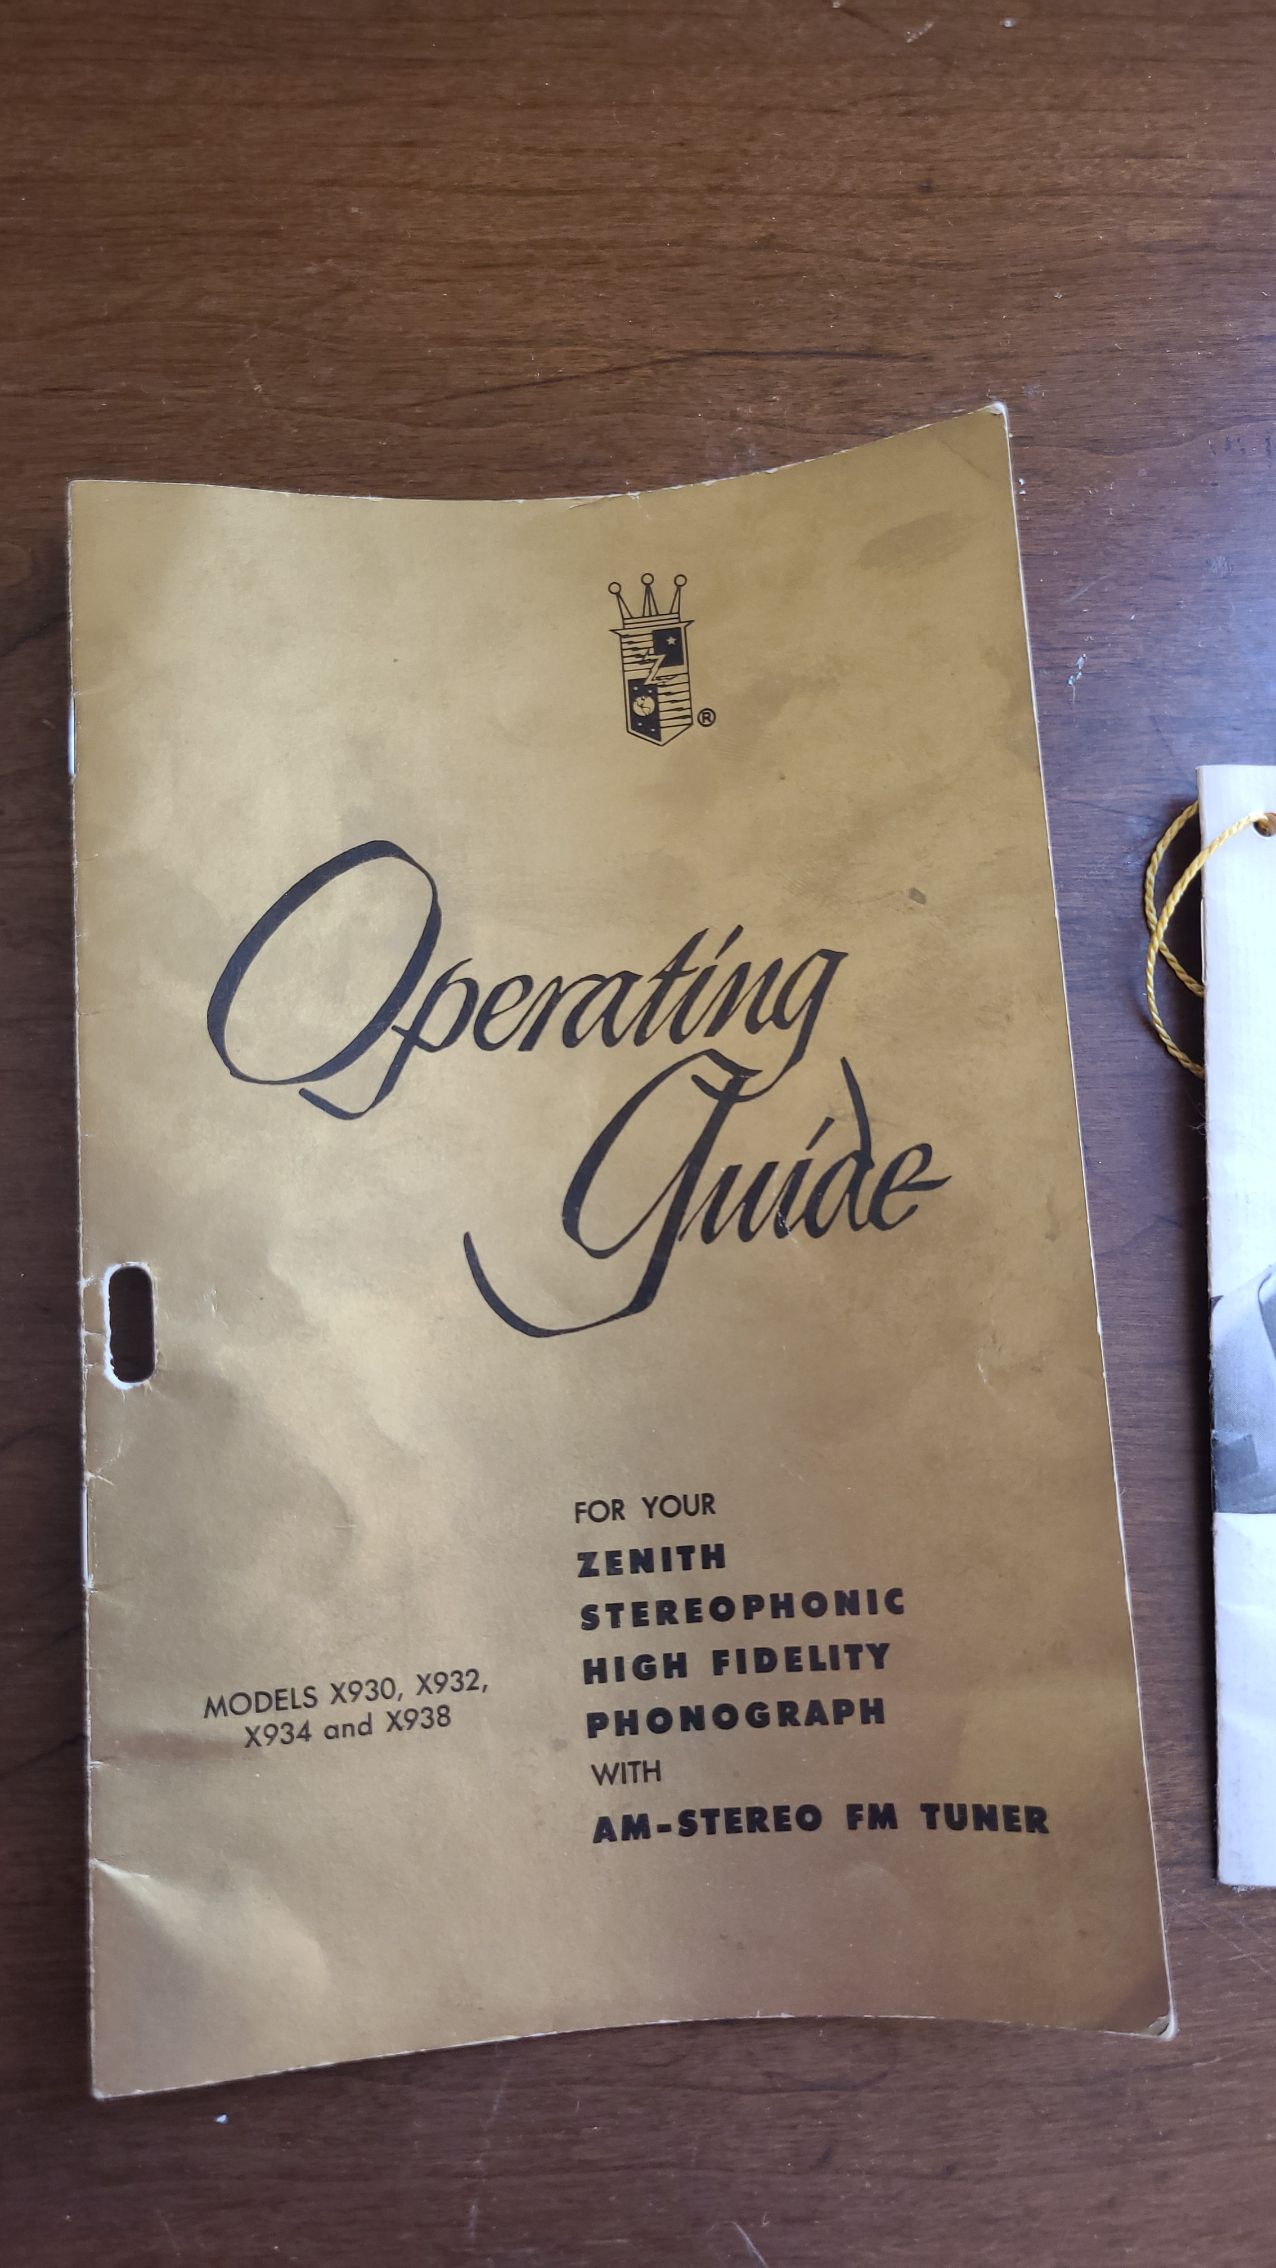 ®
Operating
Guide
FOR YOUR
ZENITH
STEREOPHONIC
HIGH FIDELITY
PHONOGRAPH
WITH
AM-STEREO FM TUNER
MODELS X930, X932,
X934 and X938